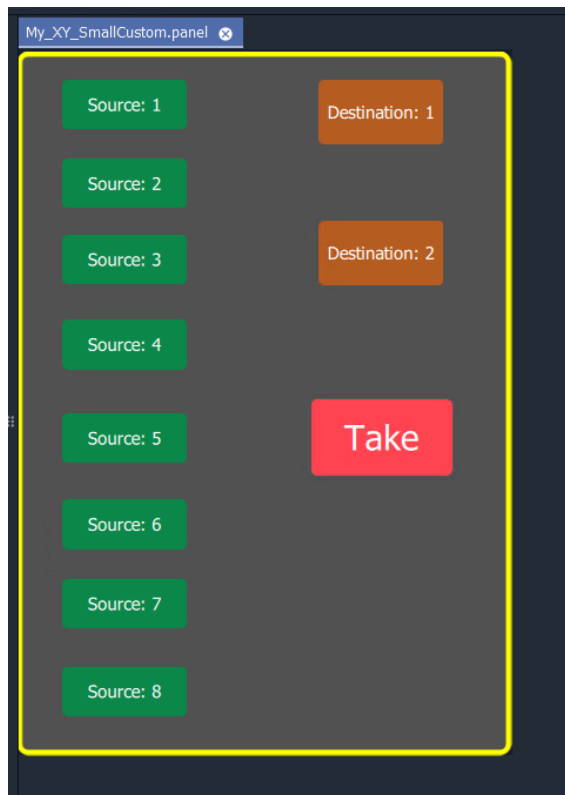 My_XY_SmallCustom.panel
Source: 1
Source: 2
Source: 3
Source: 4
Source: 5
Source: 6
Source: 7
Source: 8
Destination: 1
Destination: 2
Take